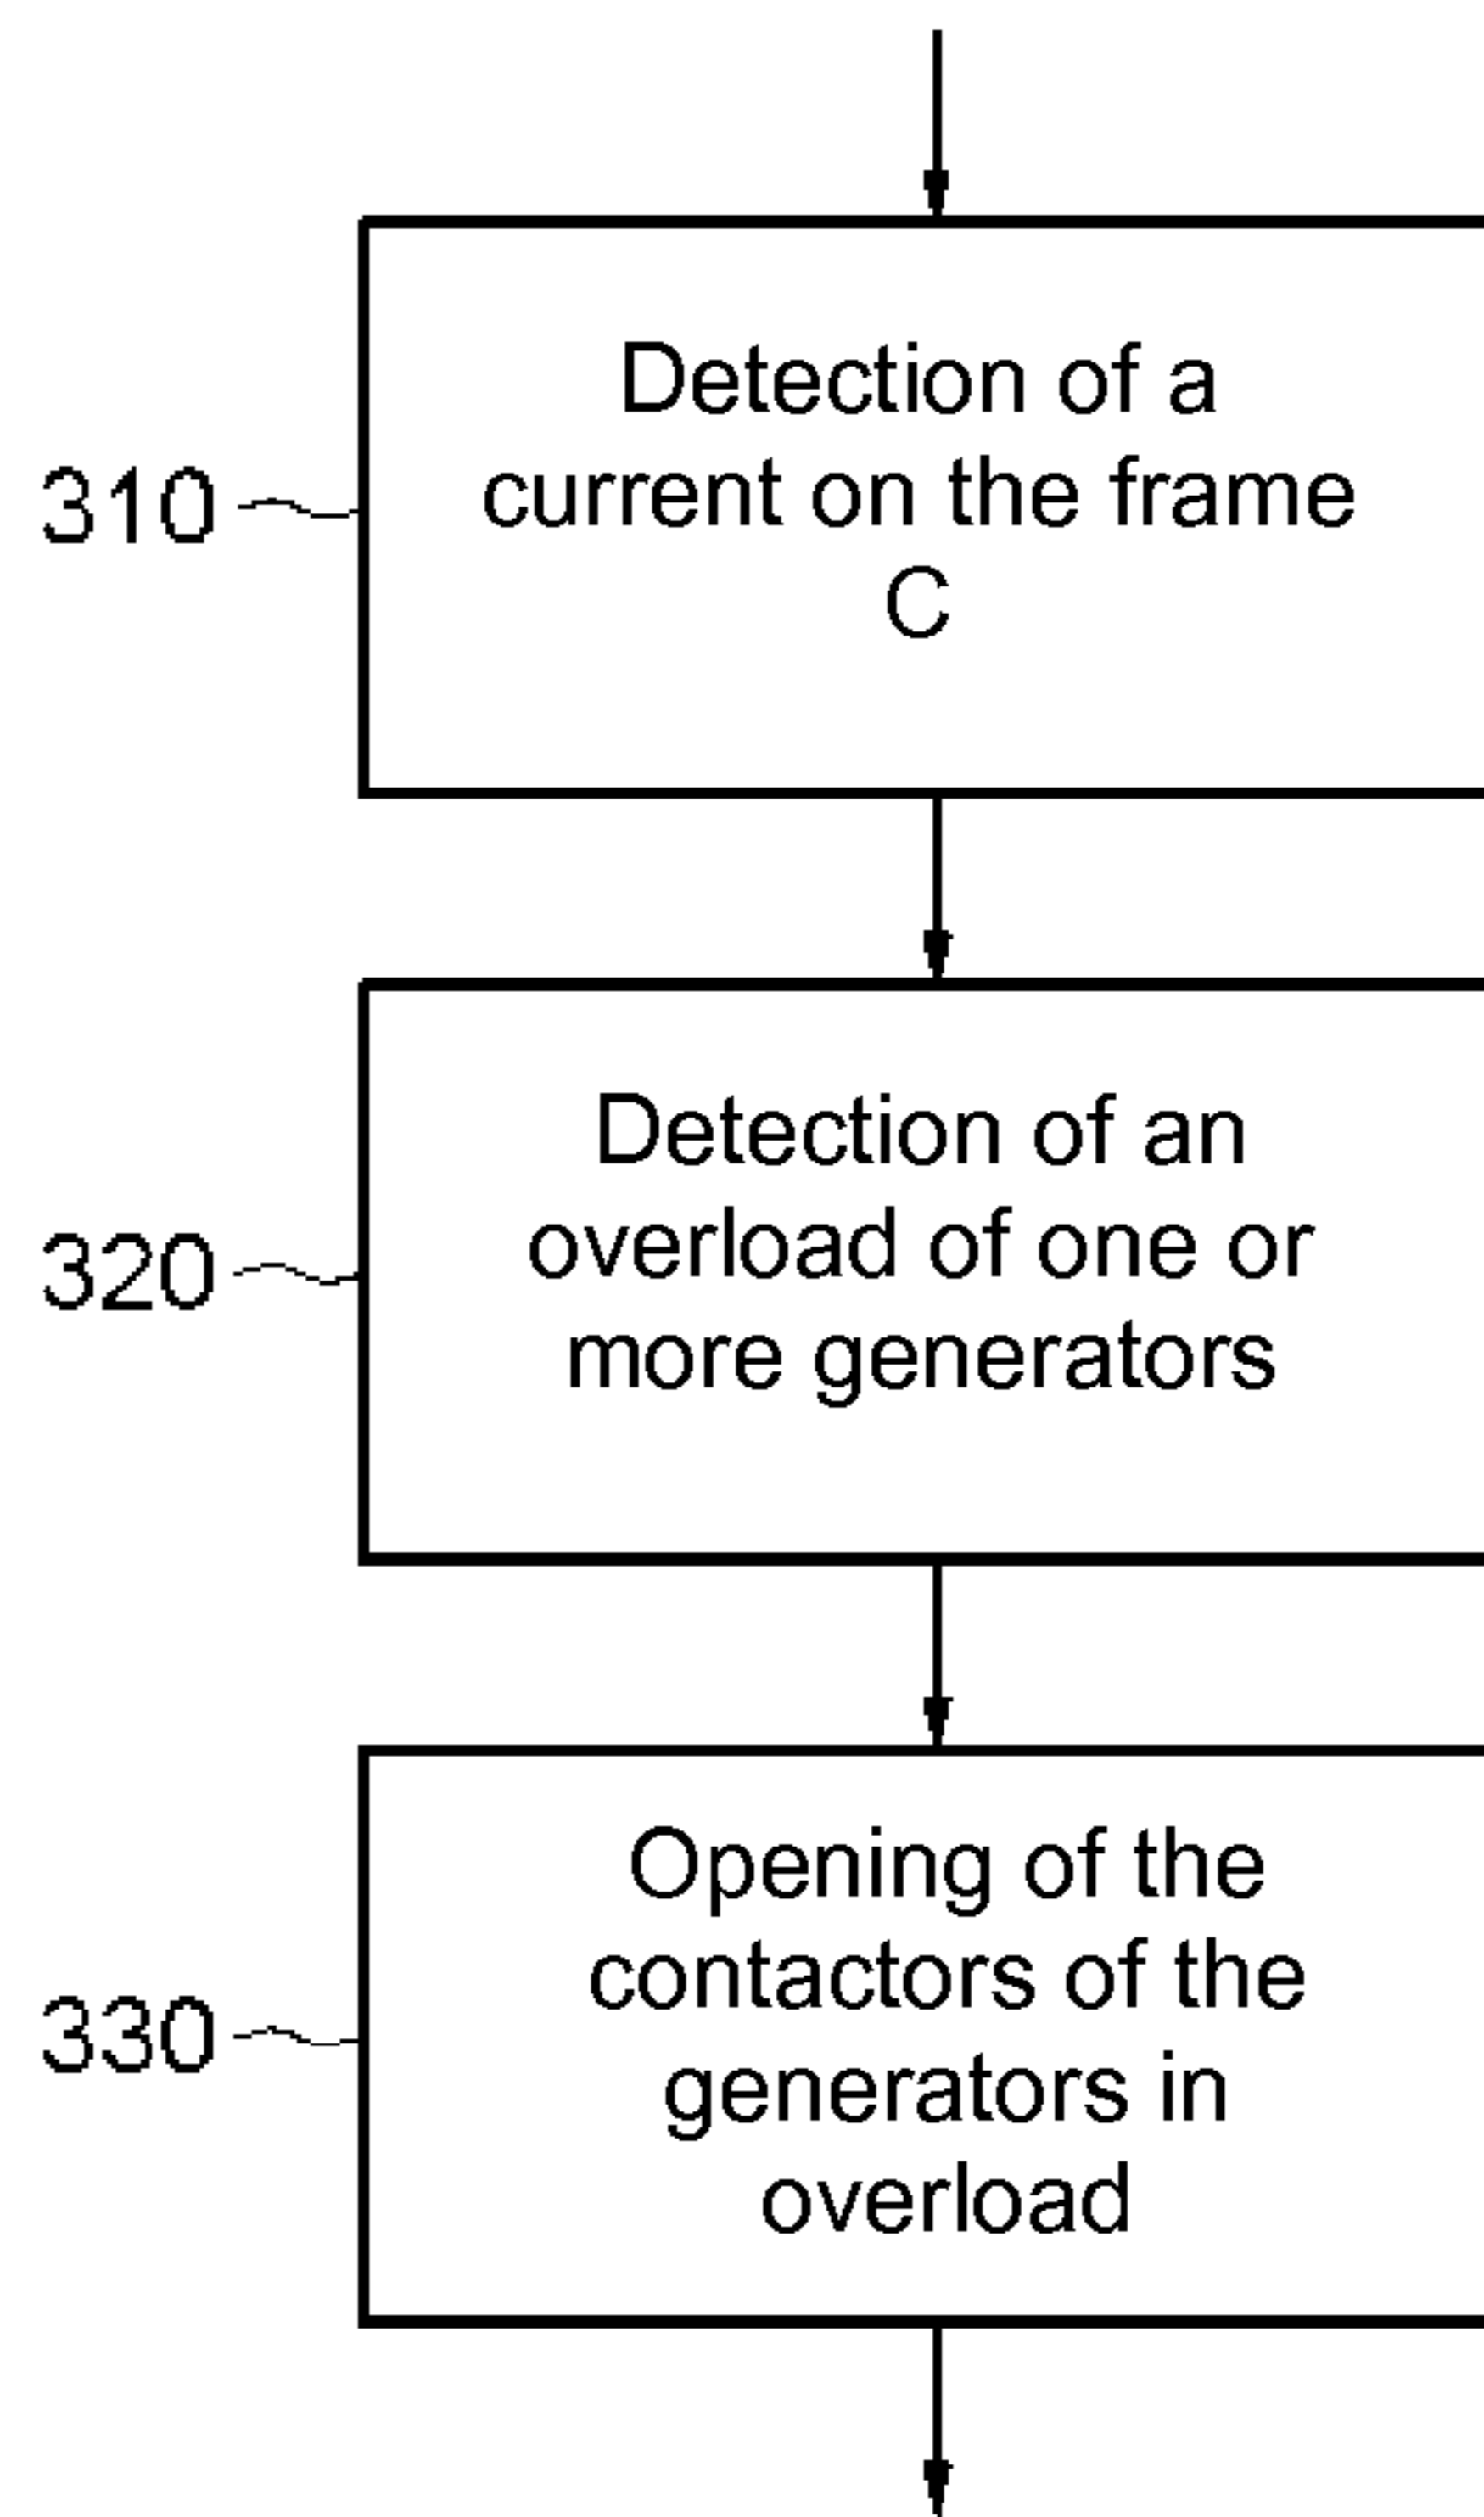 Detection of a
current on the frame
C
310
Detection of an
overload of one or
more generators
320
Opening of the
contactors of the
generators in
overload
330